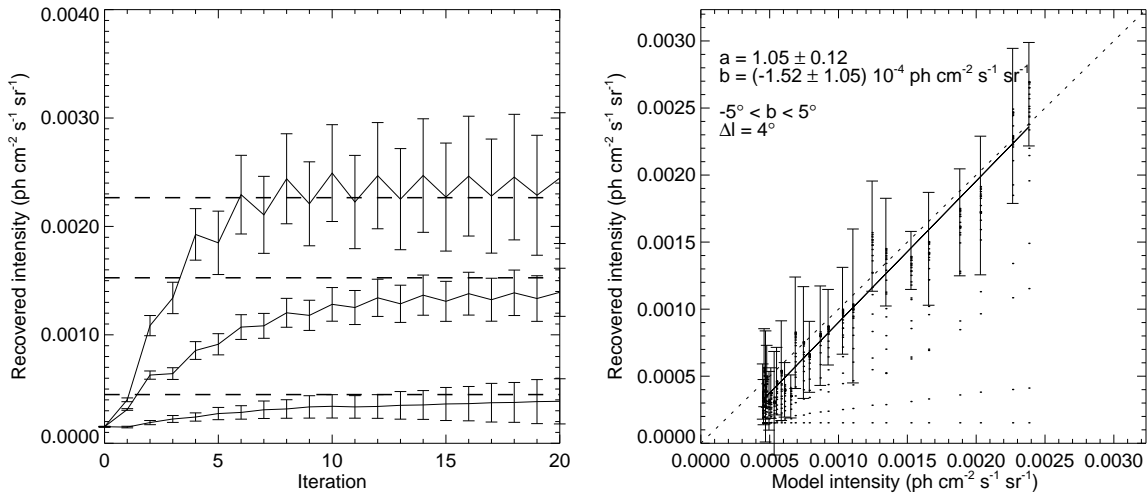 Recovered intensity (ph cm-2 s-1 sr-1)
0.0040
0.0030
0.0020
0.0010
0.0000
0 5 10 15 20
Iteration
Recovered intensity (ph cm-2 s-1 sr-1)
0.0030
0.0025
0.0020
0.0015
0.0010
0.0005
0.0000
a = 1.05 ± 0.12
b = (-1.52 ± 1.05) 10-4 ph cm-2 s-1 sr-1
-5° < b < 5°
Δl = 4°
0.0000 0.0005 0.0010 0.0015 0.0020 0.0025 0.0030
Model intensity (ph cm-2 s-1 sr-1)